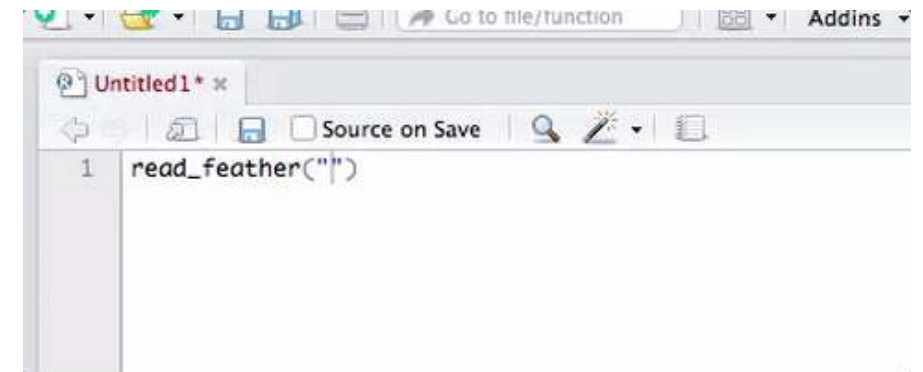 Go to file/function
Addins
Untitled1*
Source on Save
1 read_feather("")